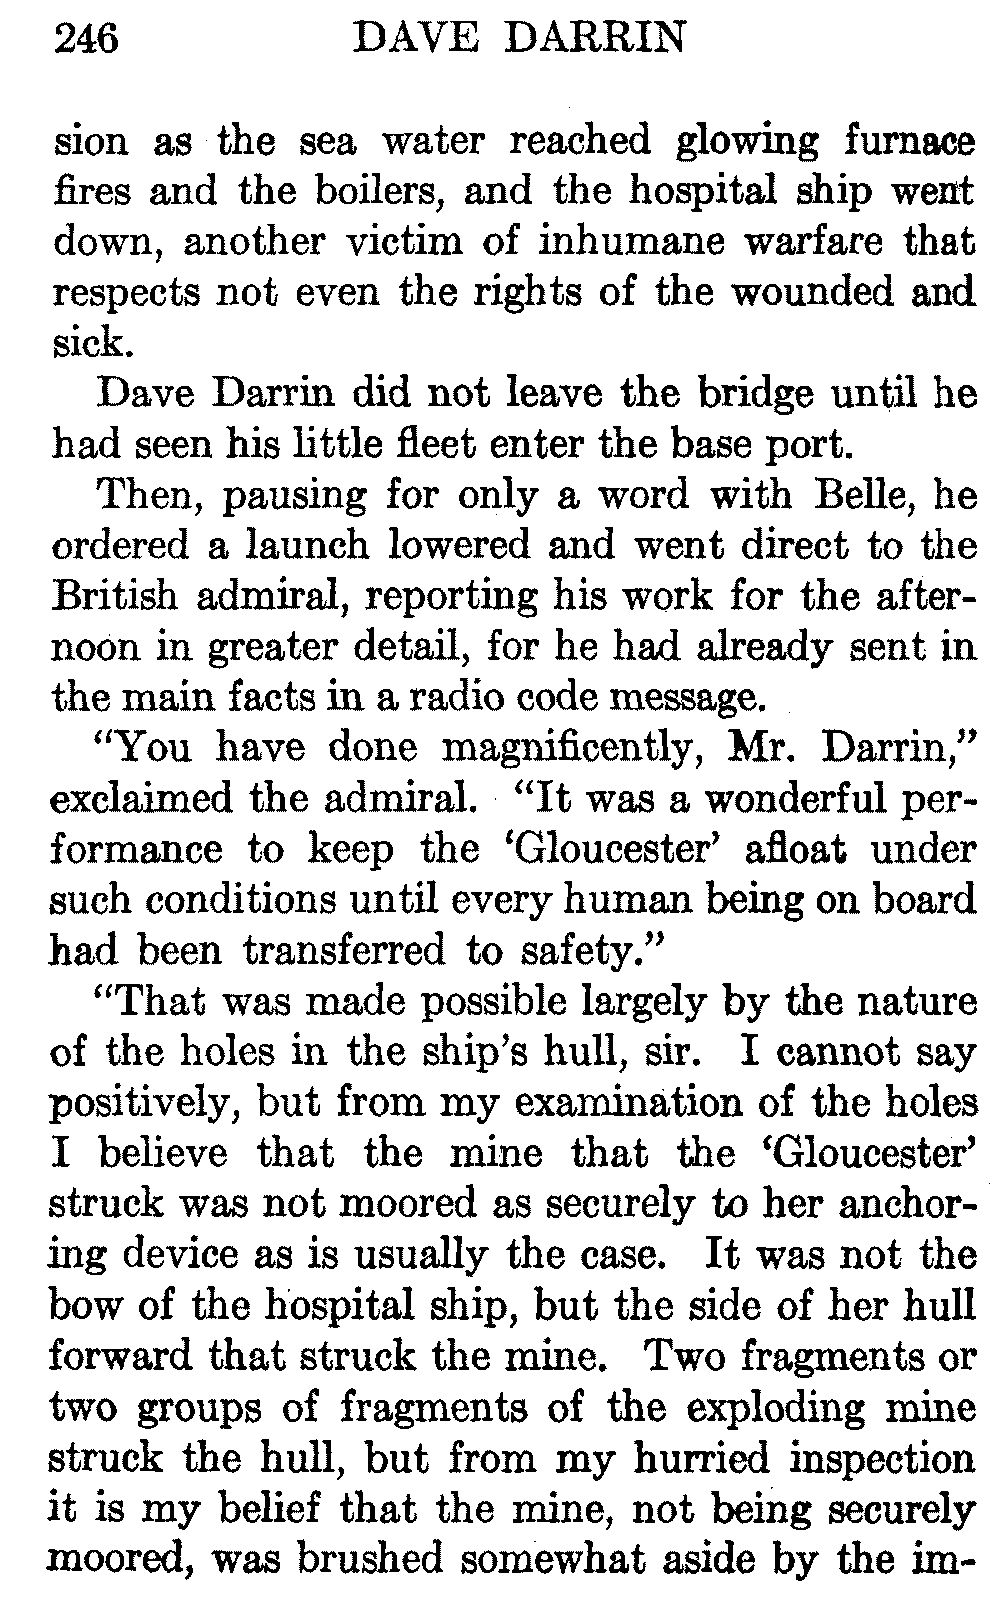 246 DAVE DARRIN
sion as the sea water reached glowing furnace
fires and the boilers, and the hospital ship went
down, another victim of inhumane warfare that
respects not even the rights of the wounded and
sick.
Dave Darrin did not leave the bridge until he
had seen his little fleet enter the base port.
Then, pausing for only a word with Belle, he
ordered a launch lowered and went direct to the
British admiral, reporting his work for the after-
noon in greater detail, for he had already sent in
the main facts in a radio code message.
“You have done magnificently, Mr. Darrin,”
exclaimed the admiral. “It was a wonderful per-
formance to keep the ‘Gloucester’ afloat under
such conditions until every human being on board
had been transferred to safety.”
“That was made possible largely by the nature
of the holes in the ship’s hull, sir. I cannot say
positively, but from my examination of the holes
I believe that the mine that the ‘Gloucester’
struck was not moored as securely to her anchor-
ing device as is usually the case. It was not the
bow of the hospital ship, but the side of her hull
forward that struck the mine. Two fragments or
two groups of fragments of the exploding mine
struck the hull, but from my hurried inspection
it is my belief that the mine, not being securely
moored, was brushed somewhat aside by the im-